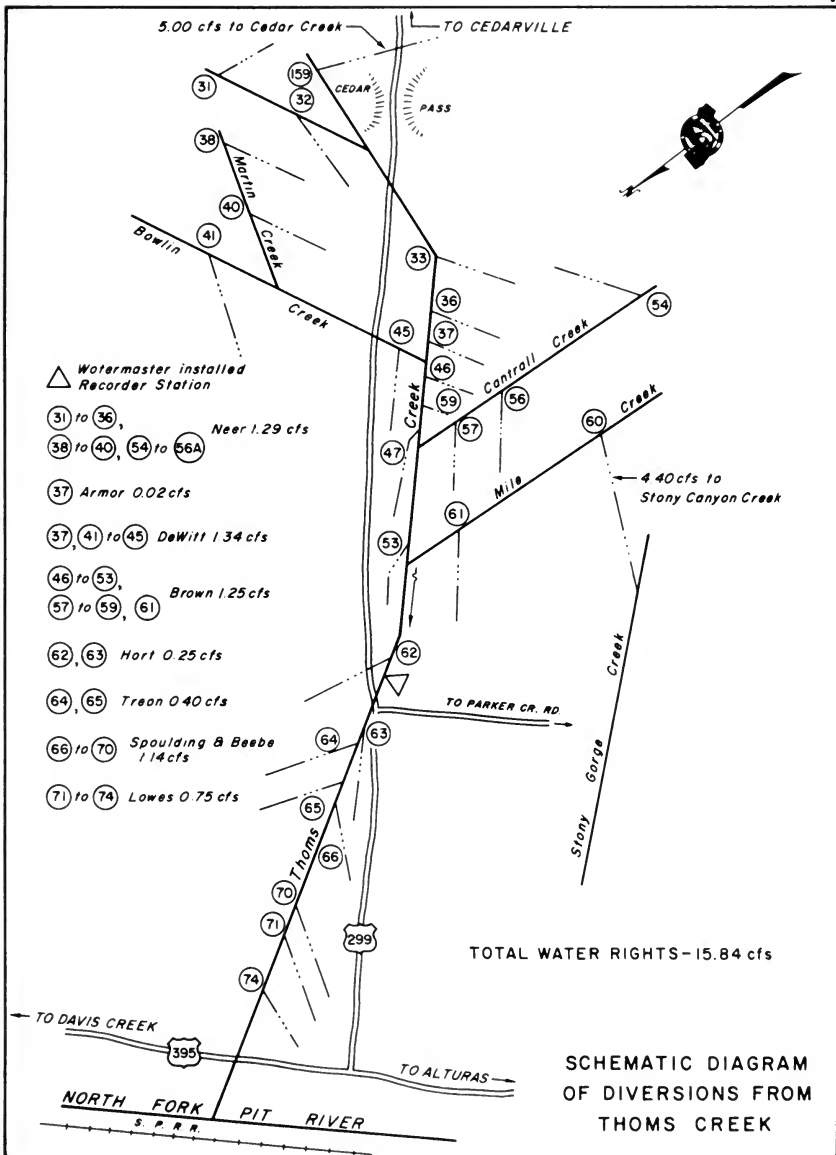 5.00 cfs to Cedar Creek
TO CEDARVILLE
31
159
32
CEDAR PASS
38
Martin Creek
40
41
Bowlin Creek
33
36
37
45
46
59
54
Cantrall Creek
56
57
60
Mile Creek
61
47
Creek
53
4.40 cfs to
Stony Canyon Creek
Watermaster installed
Recorder Station
31 to 36,
38 to 40, 54 to 56A Neer 1.29 cfs
37 Armor 0.02 cfs
37, 41 to 45 DeWitt 1.34 cfs
46 to 53,
57 to 59, 61 Brown 1.25 cfs
62, 63 Hort 0.25 cfs
64, 65 Treon 0.40 cfs
66 to 70 Spoulding & Beebe
1.14 cfs
71 to 74 Lowes 0.75 cfs
62
TO PARKER CR. RD.
64
63
65
66
Thoms
70
71
74
299
Stony Gorge Creek
TOTAL WATER RIGHTS-15.84 cfs
TO DAVIS CREEK
395
TO ALTURAS
NORTH FORK PIT RIVER
S. P. R. R.
SCHEMATIC DIAGRAM
OF DIVERSIONS FROM
THOMS CREEK